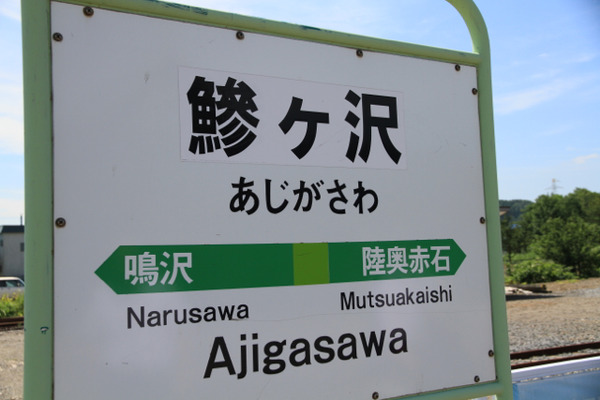 鰺ヶ沢
あじがさわ
鳴沢 陸奥赤石
Narusawa Mutsuakaishi
Ajigasawa